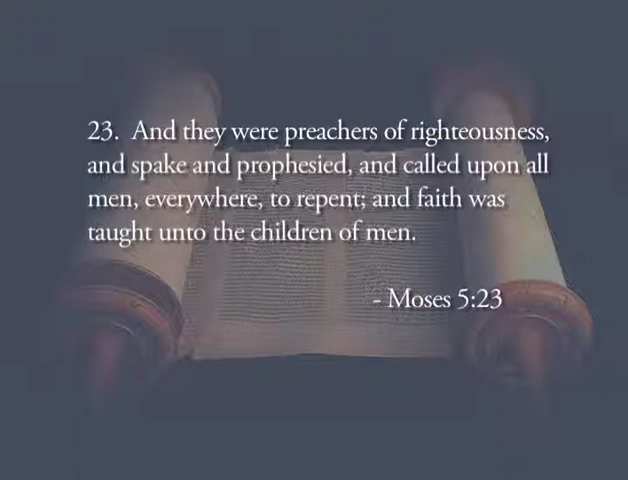 23. And they were preachers of righteousness,
and spake and prophesied, and called upon all
men, everywhere, to repent; and faith was
taught unto the children of men.
- Moses 5:23